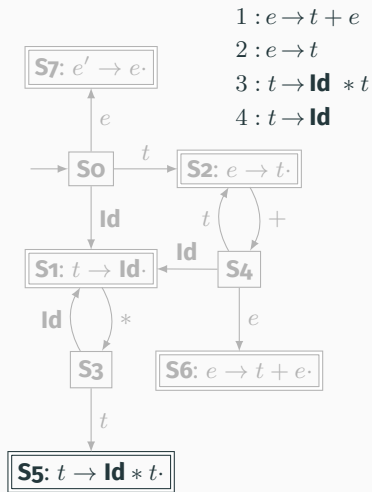 1 : e → t + e
2 : e → t
3 : t → Id * t
4 : t → Id
S7: e′ → e·
e
S0
t
S2: e → t·
Id
t
+
S1: t → Id·
Id
S4
Id
*
e
S3
S6: e → t + e·
t
S5: t → Id * t·